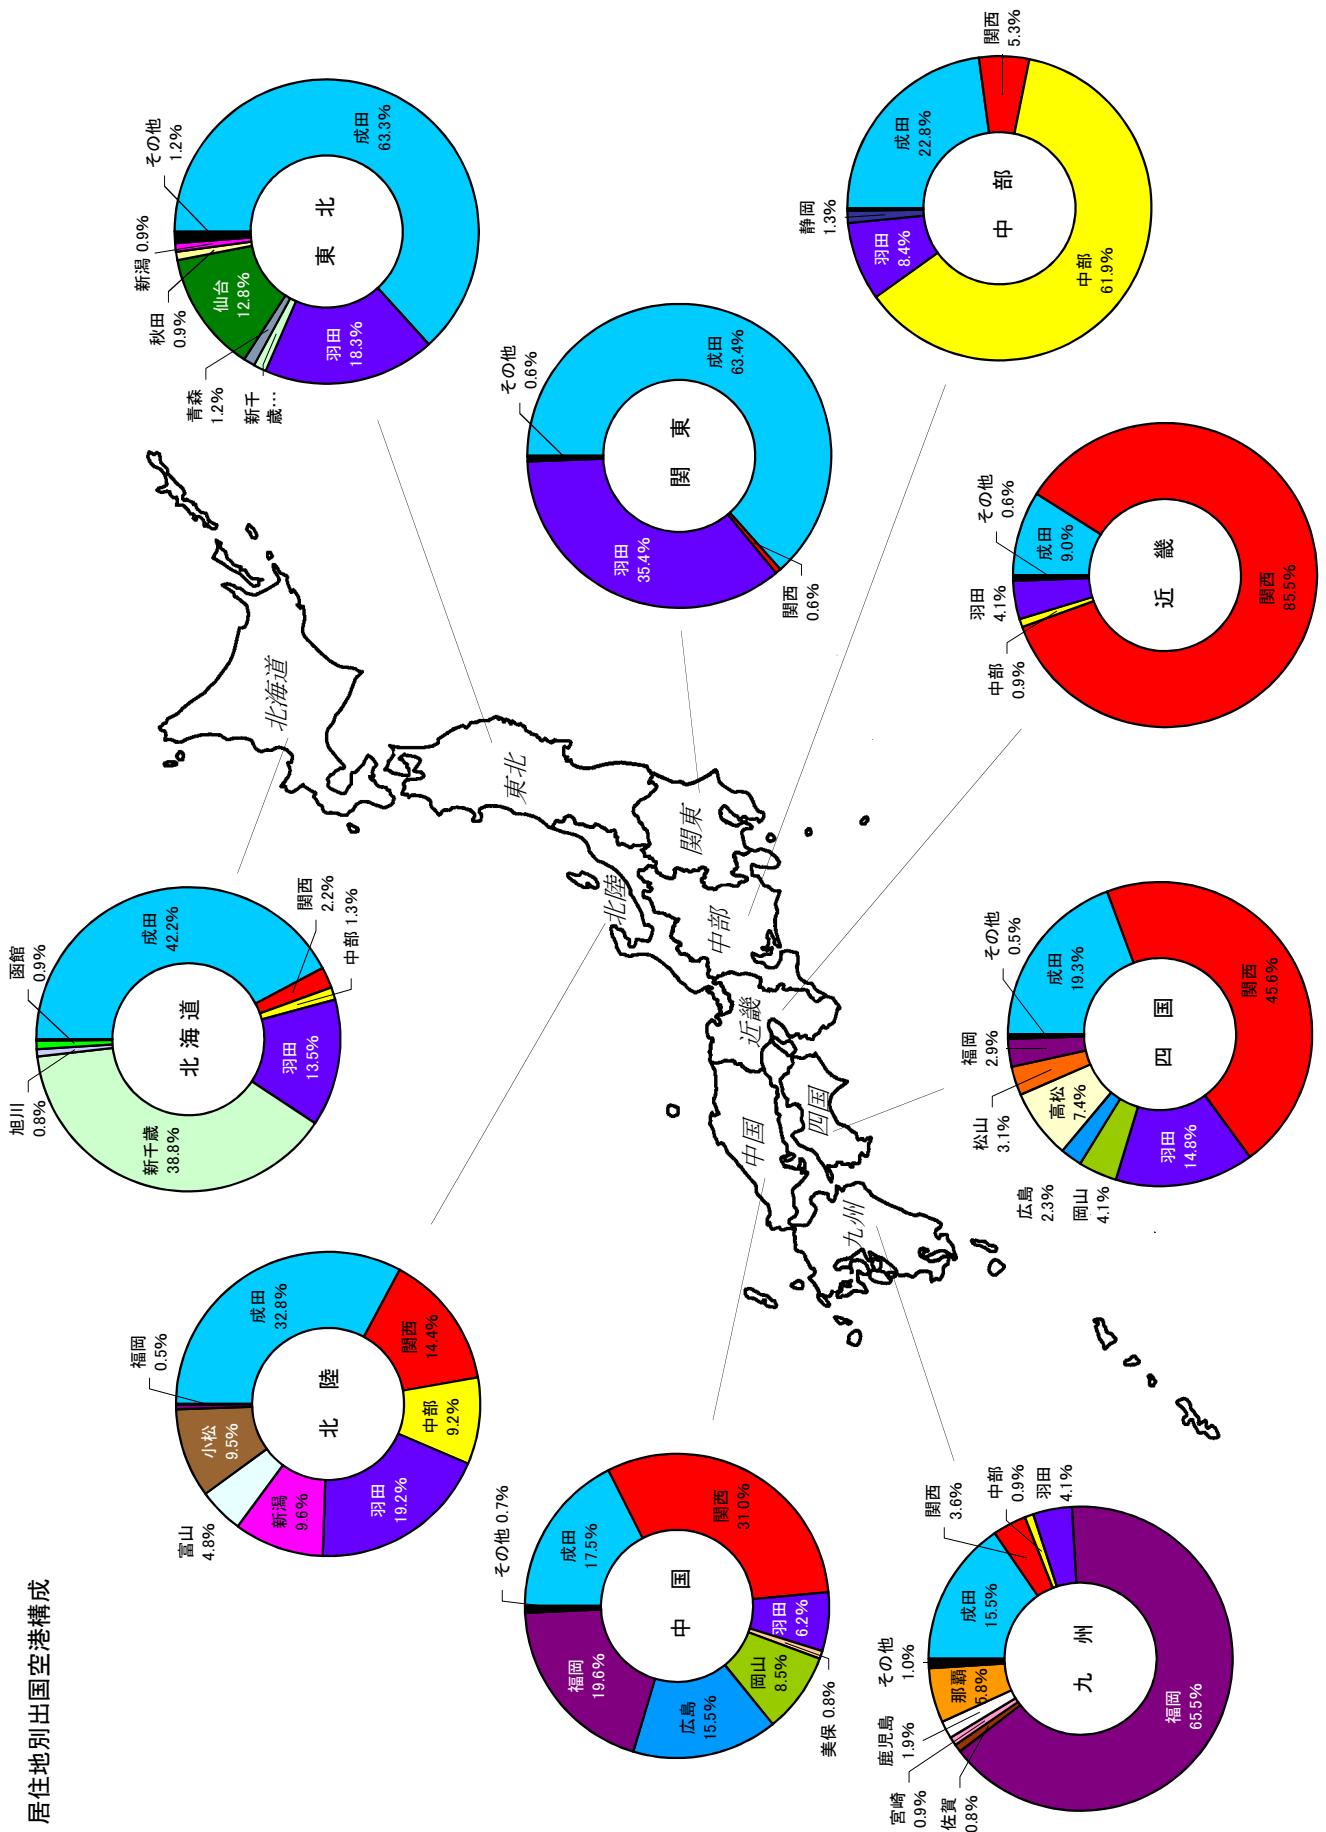 居住地別出国空港構成
北海道
成田
42.2%
関西
2.2%
中部 1.3%
羽田
13.5%
新千歳
38.8%
旭川
0.8%
函館
0.9%
東 北
成田
63.3%
羽田
18.3%
新千
歳…
青森
1.2%
仙台
12.8%
秋田
0.9%
新潟 0.9%
その他
1.2%
関 東
成田
63.4%
関西
0.6%
羽田
35.4%
その他
0.6%
中 部
成田
22.8%
関西
5.3%
中部
61.9%
羽田
8.4%
静岡
1.3%
近 畿
成田
9.0%
関西
85.5%
中部
0.9%
羽田
4.1%
その他
0.6%
四 国
成田
19.3%
関西
45.6%
羽田
14.8%
岡山
4.1%
広島
2.3%
高松
7.4%
松山
3.1%
福岡
2.9%
その他
0.5%
北 陸
成田
32.8%
関西
14.4%
中部
9.2%
羽田
19.2%
新潟
9.6%
富山
4.8%
小松
9.5%
福岡
0.5%
中 国
成田
17.5%
関西
31.0%
羽田
6.2%
美保 0.8%
岡山
8.5%
広島
15.5%
福岡
19.6%
その他 0.7%
九 州
成田
15.5%
関西
3.6%
中部
0.9%
羽田
4.1%
福岡
65.5%
佐賀
0.8%
宮崎
0.9%
鹿児島
1.9%
那覇
5.8%
その他
1.0%
北海道
東北
関東
北陸
中部
近畿
中国
四国
九州